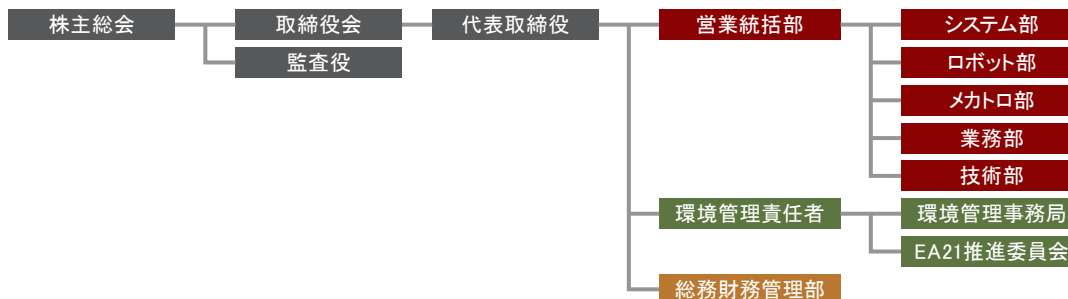 株主総会
取締役会
代表取締役
営業統括部
システム部
監査役
ロボット部
メカトロ部
業務部
技術部
環境管理責任者
環境管理事務局
EA21推進委員会
総務財務管理部